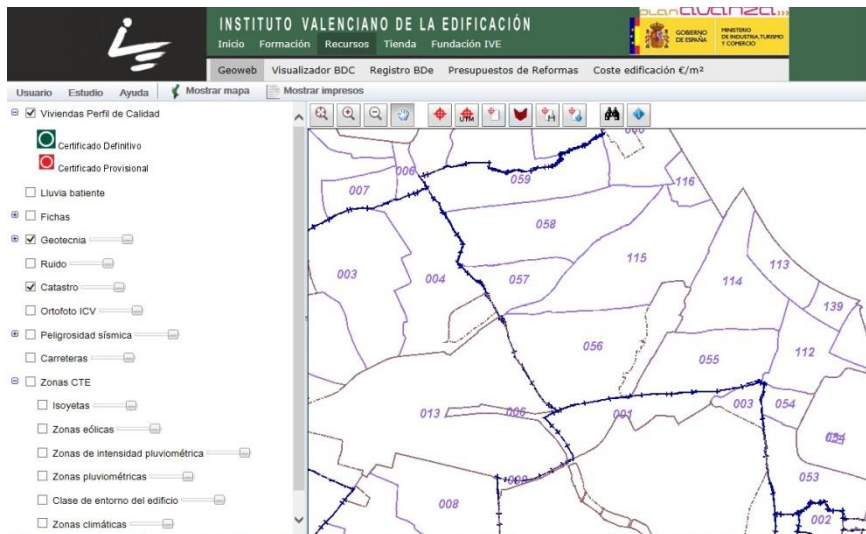 INSTITUTO VALENCIANO DE LA EDIFICACIÓN
PLAN avanza
GOBIERNO DE ESPAÑA
MINISTERIO DE INDUSTRIA, TURISMO Y COMERCIO
Inicio Formación Recursos Tienda Fundación IVE
Geoweb Visualizador BDC Registro BDe Presupuestos de Reformas Coste edificación €/m²
Usuario Estudio Ayuda Mostrar mapa Mostrar impresos
Viviendas Perfil de Calidad
Certificado Definitivo
Certificado Provisional
Lluvia batiente
Fichas
Geotecnia
Ruido
Catastro
Ortofoto ICV
Peligrosidad sísmica
Carreteras
Zonas CTE
Isoyetas
Zonas eólicas
Zonas de intensidad pluviométrica
Zonas pluviométricas
Clase de entorno del edificio
Zonas climáticas
UTM
006 059 116
007
058
003 004 057 115 114 113
139
056 055 112
013 006 001 003 054
053
008 009 002